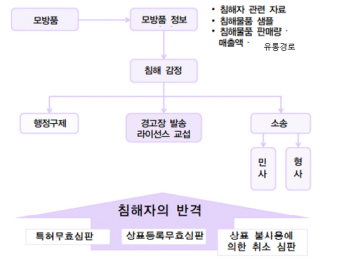 모방품
모방품 정보
• 침해자 관련 자료
• 침해물품 샘플
• 침해물품 판매량 ·
매출액 · 유통경로
침해 감정
행정구제
경고장 발송
라이선스 교섭
소송
민사
형사
침해자의 반격
특허무효심판
상표등록무효심판
상표 불사용에
의한 취소 심판